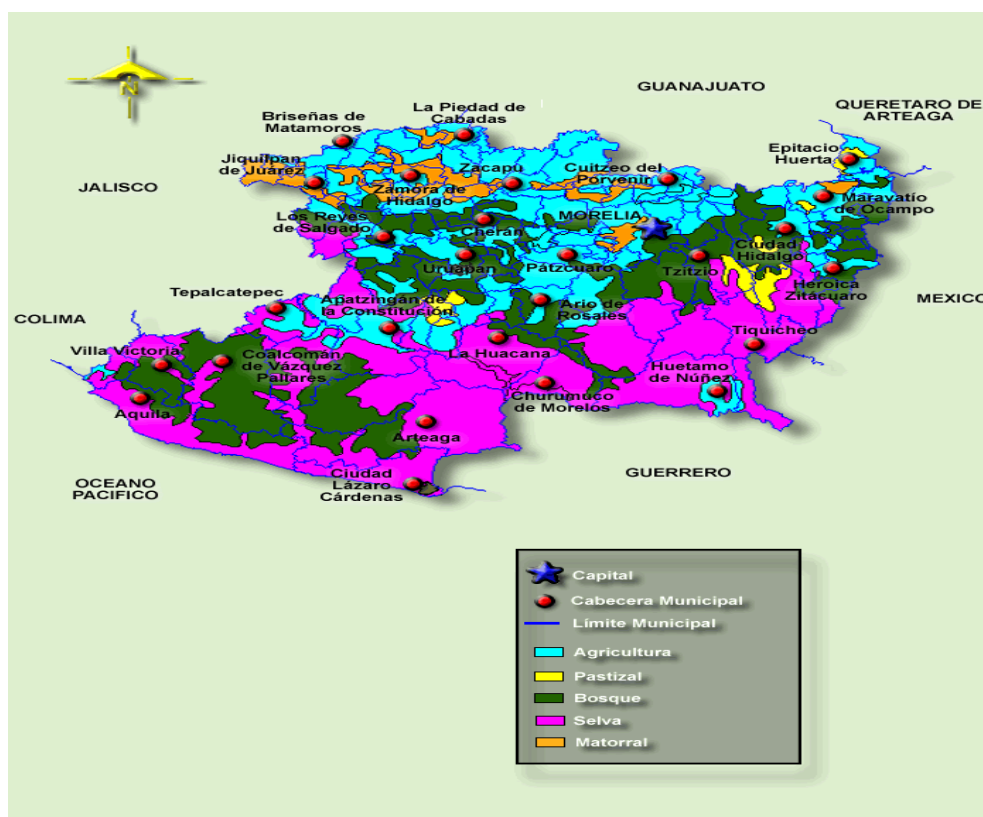 N
GUANAJUATO
QUERETARO DE
ARTEAGA
La Piedad de
Cabadas
Briseñas de
Matamoros
Epitacio
Huerta
Jiquilpan
de Juárez
Zacapú
Cuitzeo del
Porvenir
JALISCO
Zamora de
Hidalgo
Maravatío
de Ocampo
Los Reyes
de Salgado
MORELIA
Cherán
Ciudad
Hidalgo
Uruapan
Pátzcuaro
Tzitzio
Heroica
Zitácuaro
Tepalcatepec
Apatzingán de
la Constitución
Ario de
Rosales
MEXICO
COLIMA
Tiquicheo
Villa Victoria
Coalcomán
de Vázquez
Pallares
La Huacana
Huetamo
de Núñez
Churumuco
de Morelos
Aquila
Arteaga
GUERRERO
Ciudad
Lázaro
Cárdenas
OCEANO
PACIFICO
Capital
Cabecera Municipal
Límite Municipal
Agricultura
Pastizal
Bosque
Selva
Matorral